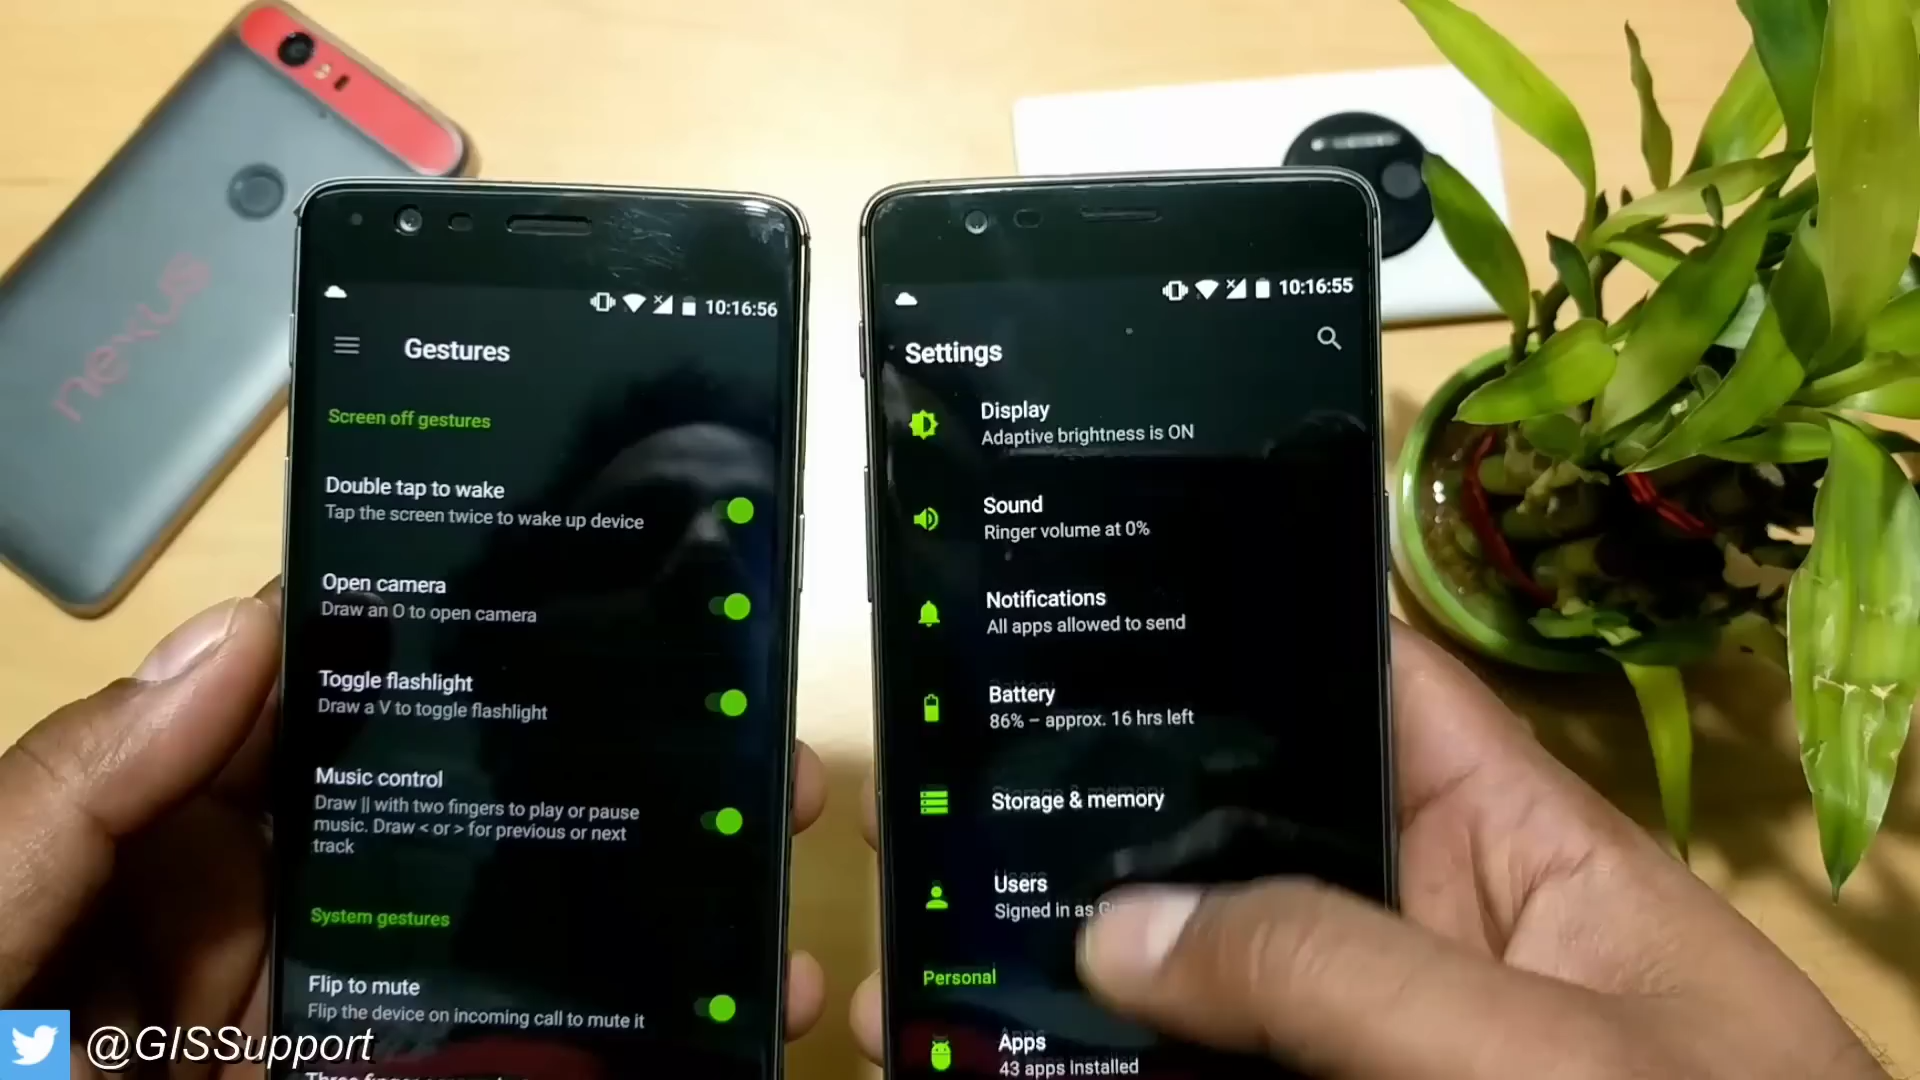 nexus
10:16:56
Gestures
Screen off gestures
Double tap to wake
Tap the screen twice to wake up device
Open camera
Draw an O to open camera
Toggle flashlight
Draw a V to toggle flashlight
Music control
Draw || with two fingers to play or pause
music. Draw < or > for previous or next
track
System gestures
Flip to mute
Flip the device on incoming call to mute it
10:16:55
Settings
Display
Adaptive brightness is ON
Sound
Ringer volume at 0%
Notifications
All apps allowed to send
Battery
86% – approx. 16 hrs left
Storage & memory
Users
Signed in as
Personal
Apps
43 apps installed
@GISSupport